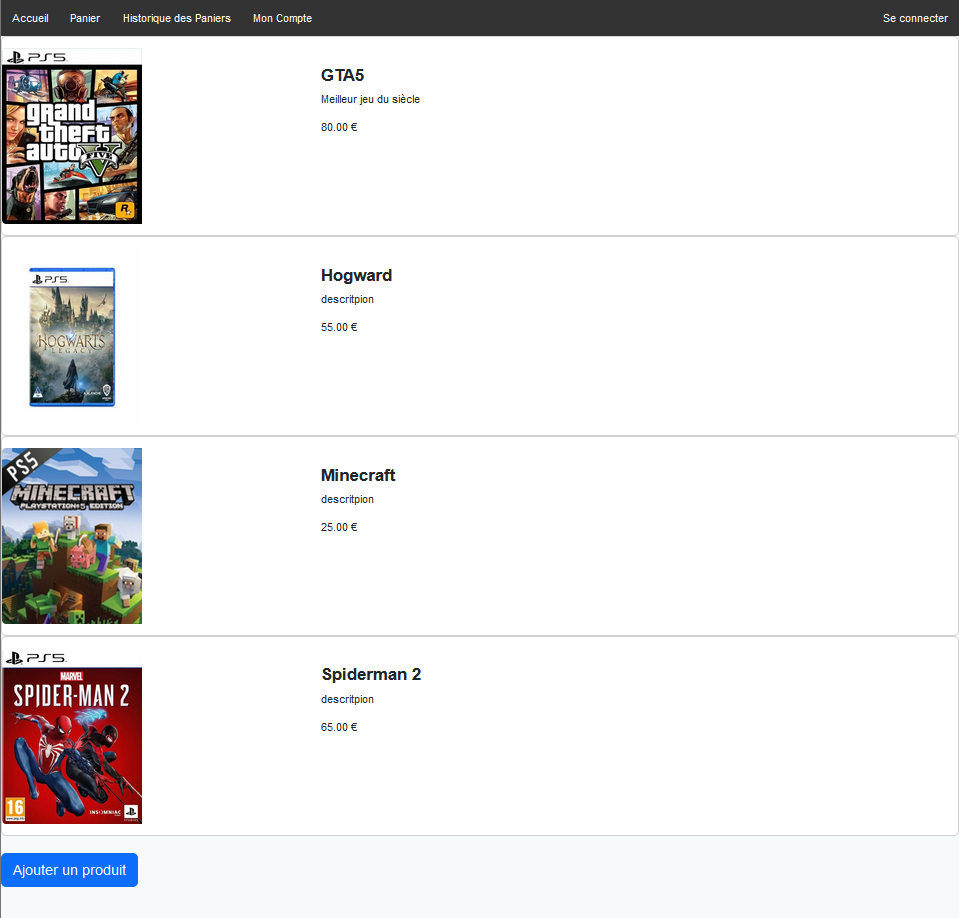 Accueil Panier Historique des Paniers Mon Compte Se connecter
PS5
grand
theft
auto
FIVE
V
R
GTA5
Meilleur jeu du siècle
80.00 €
PS5
HOGWARTS
LEGACY
Hogward
descritpion
55.00 €
PS5
MINECRAFT
PLAYSTATION®5 EDITION
Minecraft
descritpion
25.00 €
PS5
MARVEL
SPIDER-MAN 2
16
INSOMNIAC
Spiderman 2
descritpion
65.00 €
Ajouter un produit